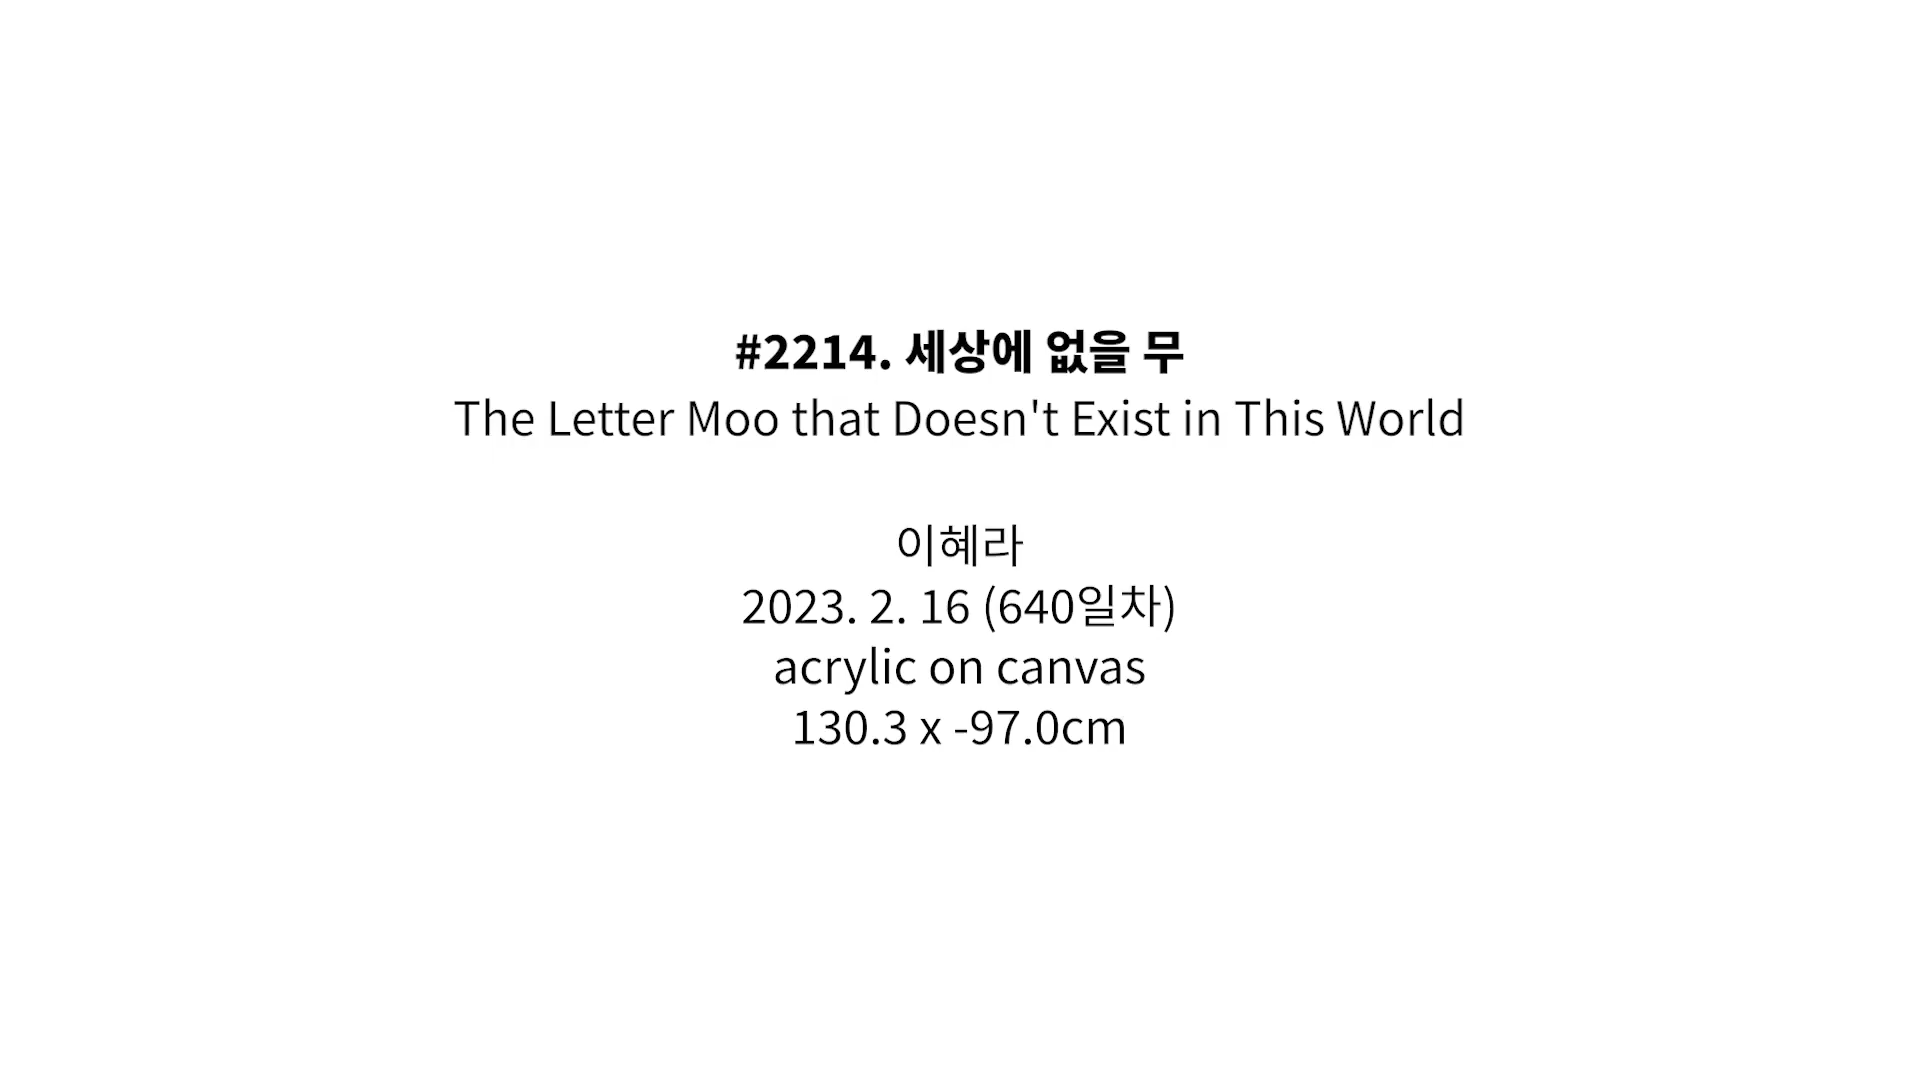 #2214. 세상에 없을 무
The Letter Moo that Doesn't Exist in This World
이혜라
2023. 2. 16 (640일차)
acrylic on canvas
130.3 x -97.0cm